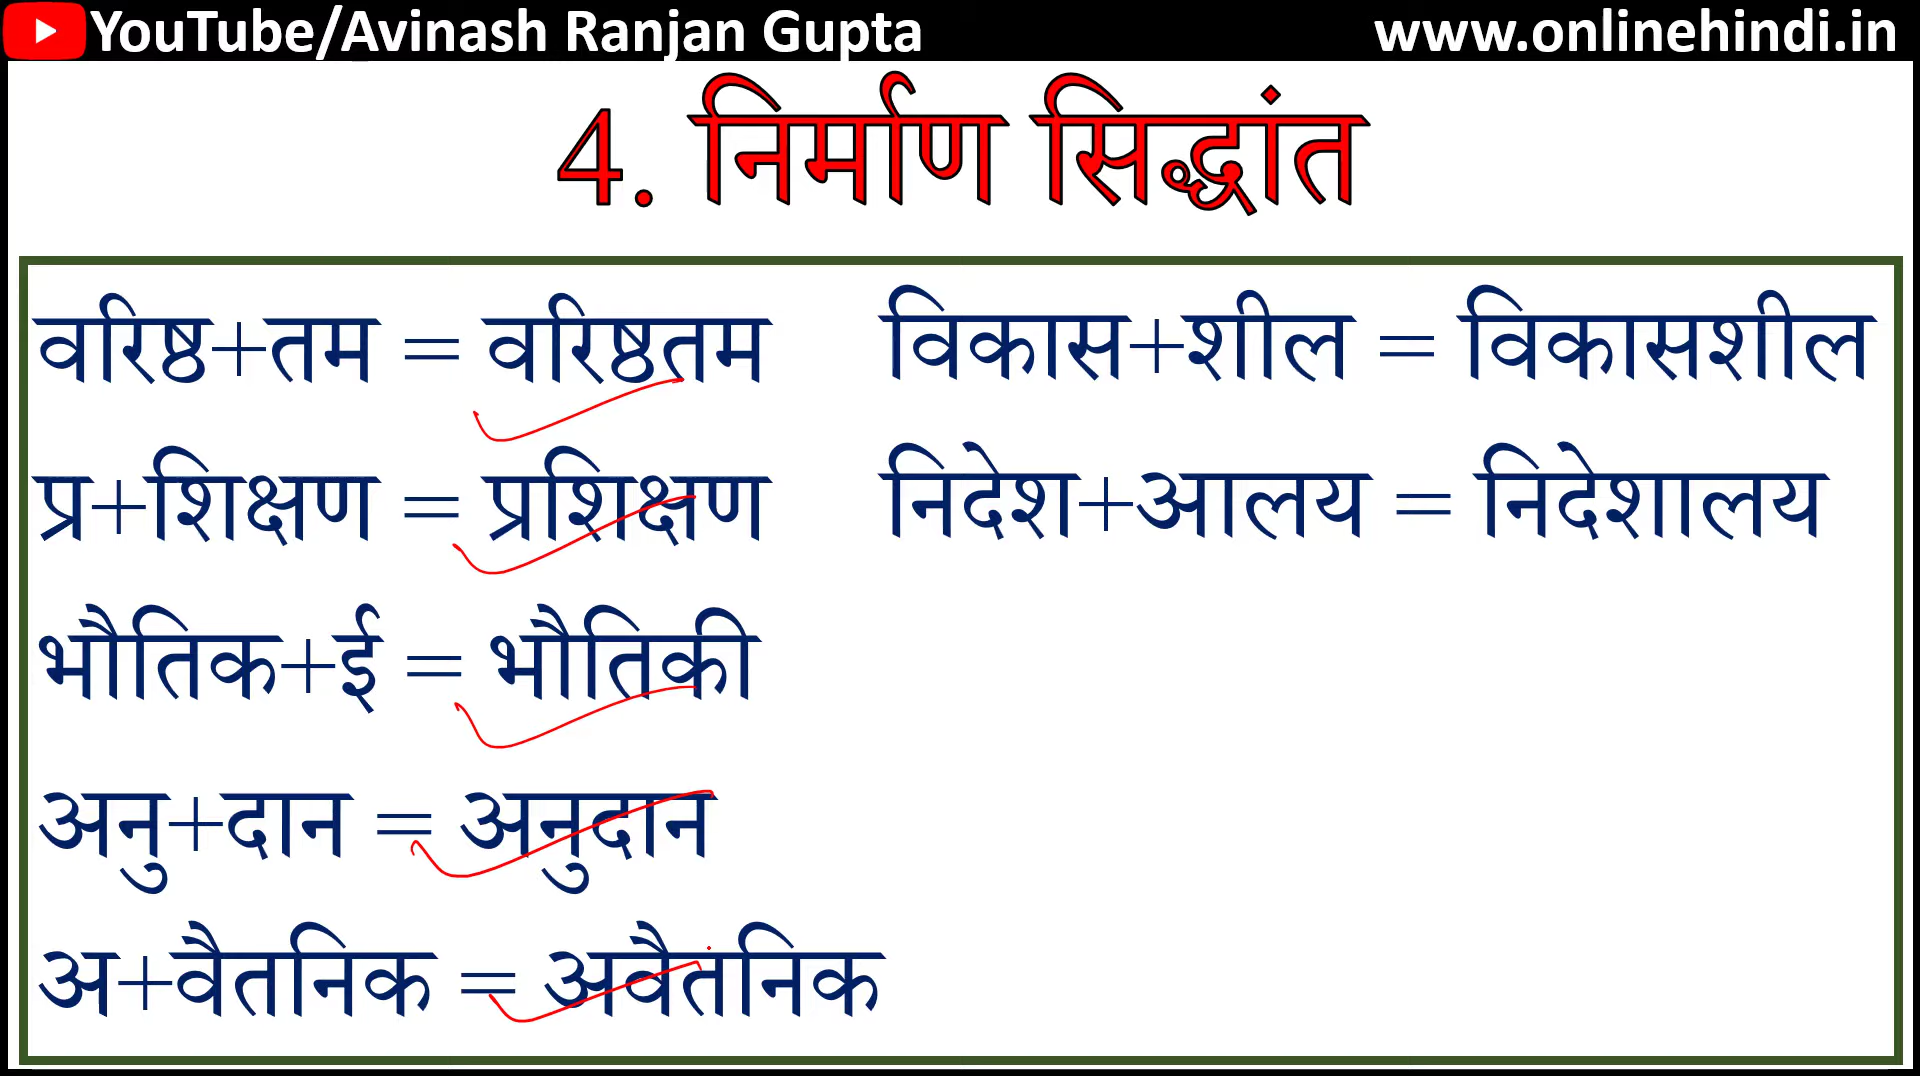 YouTube/Avinash Ranjan Gupta www.onlinehindi.in
4. निर्माण सिद्धांत
वरिष्ठ+तम = वरिष्ठतम विकास+शील = विकासशील
प्र+शिक्षण = प्रशिक्षण निदेश+आलय = निदेशालय
भौतिक+ई = भौतिकी
अनु+दान = अनुदान
अ+वैतनिक = अवैतनिक